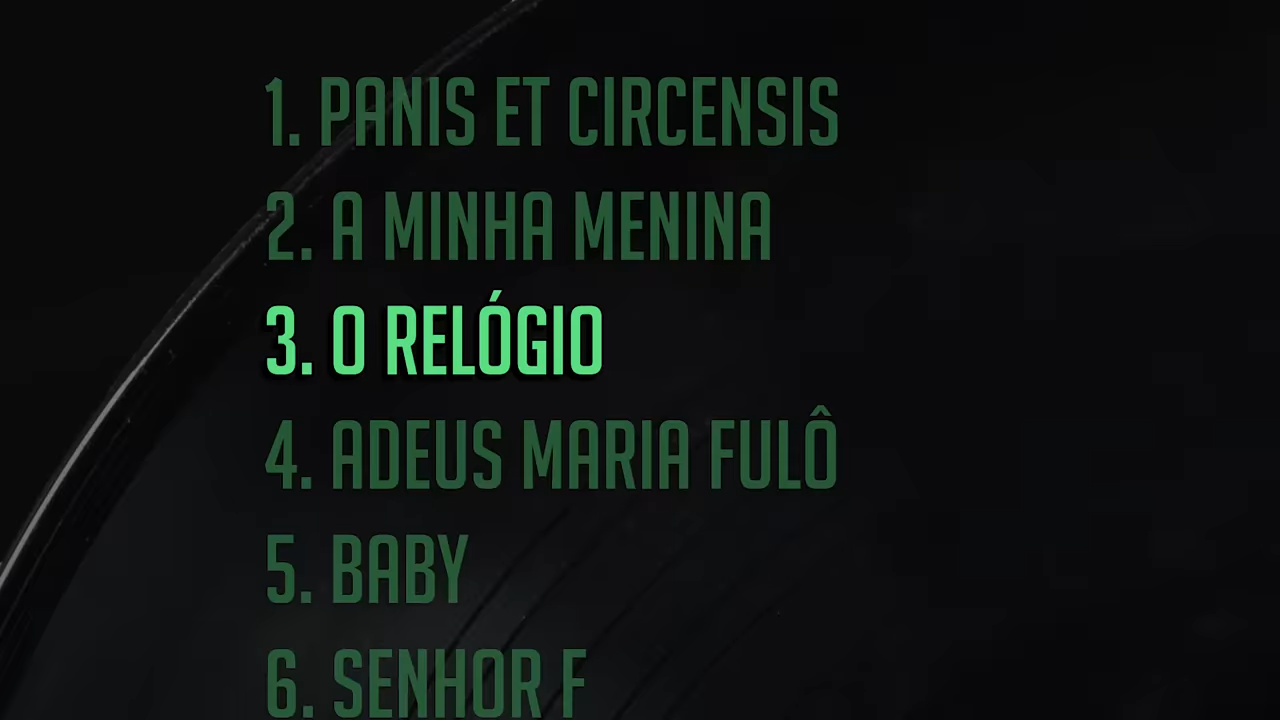 1. PANIS ET CIRCENSIS
2. A MINHA MENINA
3. O RELÓGIO
4. ADEUS MARIA FULÔ
5. BABY
6. SENHOR F